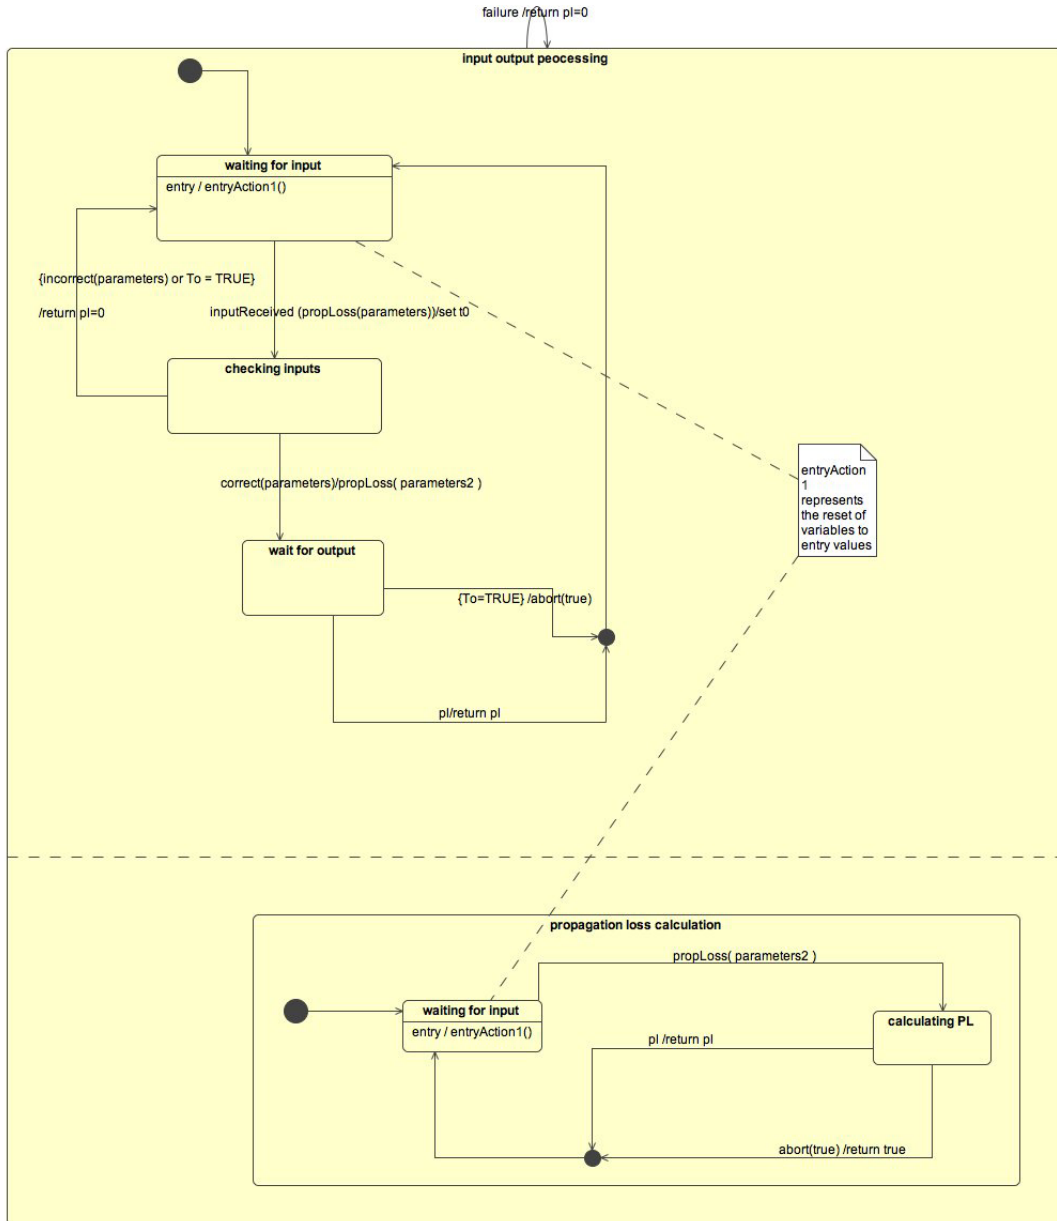 failure /return pl=0
input output peocessing
waiting for input
entry / entryAction1()
{incorrect(parameters) or To = TRUE}
/return pl=0
inputReceived (propLoss(parameters))/set t0
checking inputs
correct(parameters)/propLoss( parameters2 )
entryAction
1
represents
the reset of
variables to
entry values
wait for output
{To=TRUE} /abort(true)
pl/return pl
propagation loss calculation
propLoss( parameters2 )
waiting for input
entry / entryAction1()
calculating PL
pl /return pl
abort(true) /return true